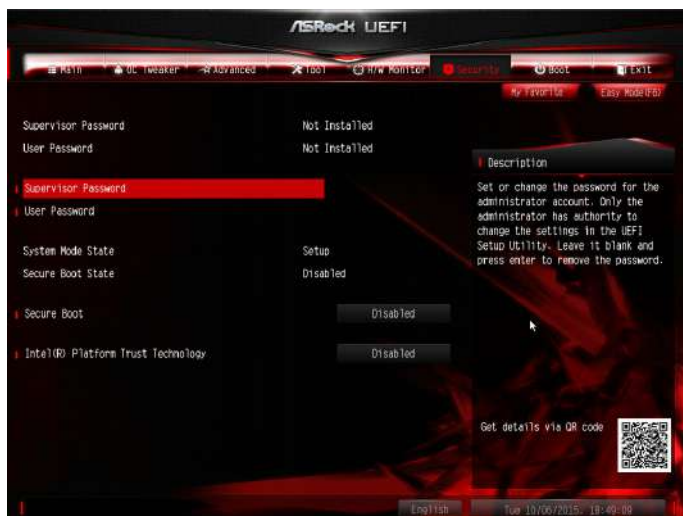 ASRock UEFI
Main OC Tweaker Advanced Tool H/W Monitor Security Boot Exit
My Favorite Easy Mode(F6)
Supervisor Password Not Installed
User Password Not Installed
Description
Supervisor Password
User Password
Set or change the password for the
administrator account. Only the
administrator has authority to
change the settings in the UEFI
Setup Utility. Leave it blank and
press enter to remove the password.
System Mode State Setup
Secure Boot State Disabled
Secure Boot Disabled
Intel(R) Platform Trust Technology Disabled
Get details via QR code
English Tue 10/06/2015. 18:49:09